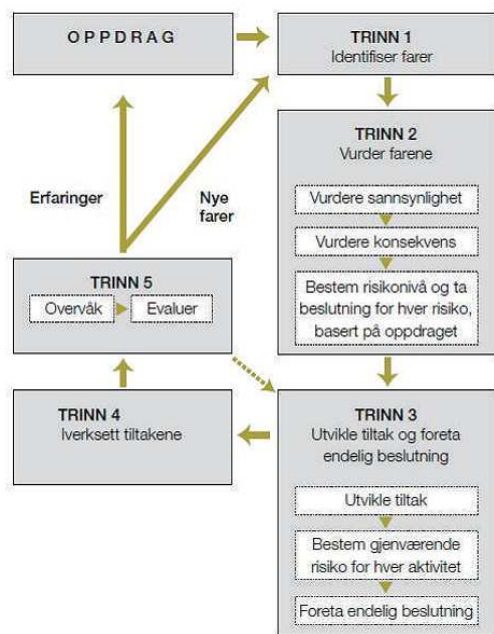 OPPDRAG
TRINN 1
Identifiser farer
TRINN 2
Vurder farene
Vurdere sannsynlighet
Vurdere konsekvens
Bestem risikonivå og ta
beslutning for hver risiko,
basert på oppdraget
TRINN 3
Utvikle tiltak og foreta
endelig beslutning
Utvikle tiltak
Bestem gjenværende
risiko for hver aktivitet
Foreta endelig beslutning
TRINN 4
Iverksett tiltakene
TRINN 5
Overvåk
Evaluer
Erfaringer
Nye
farer